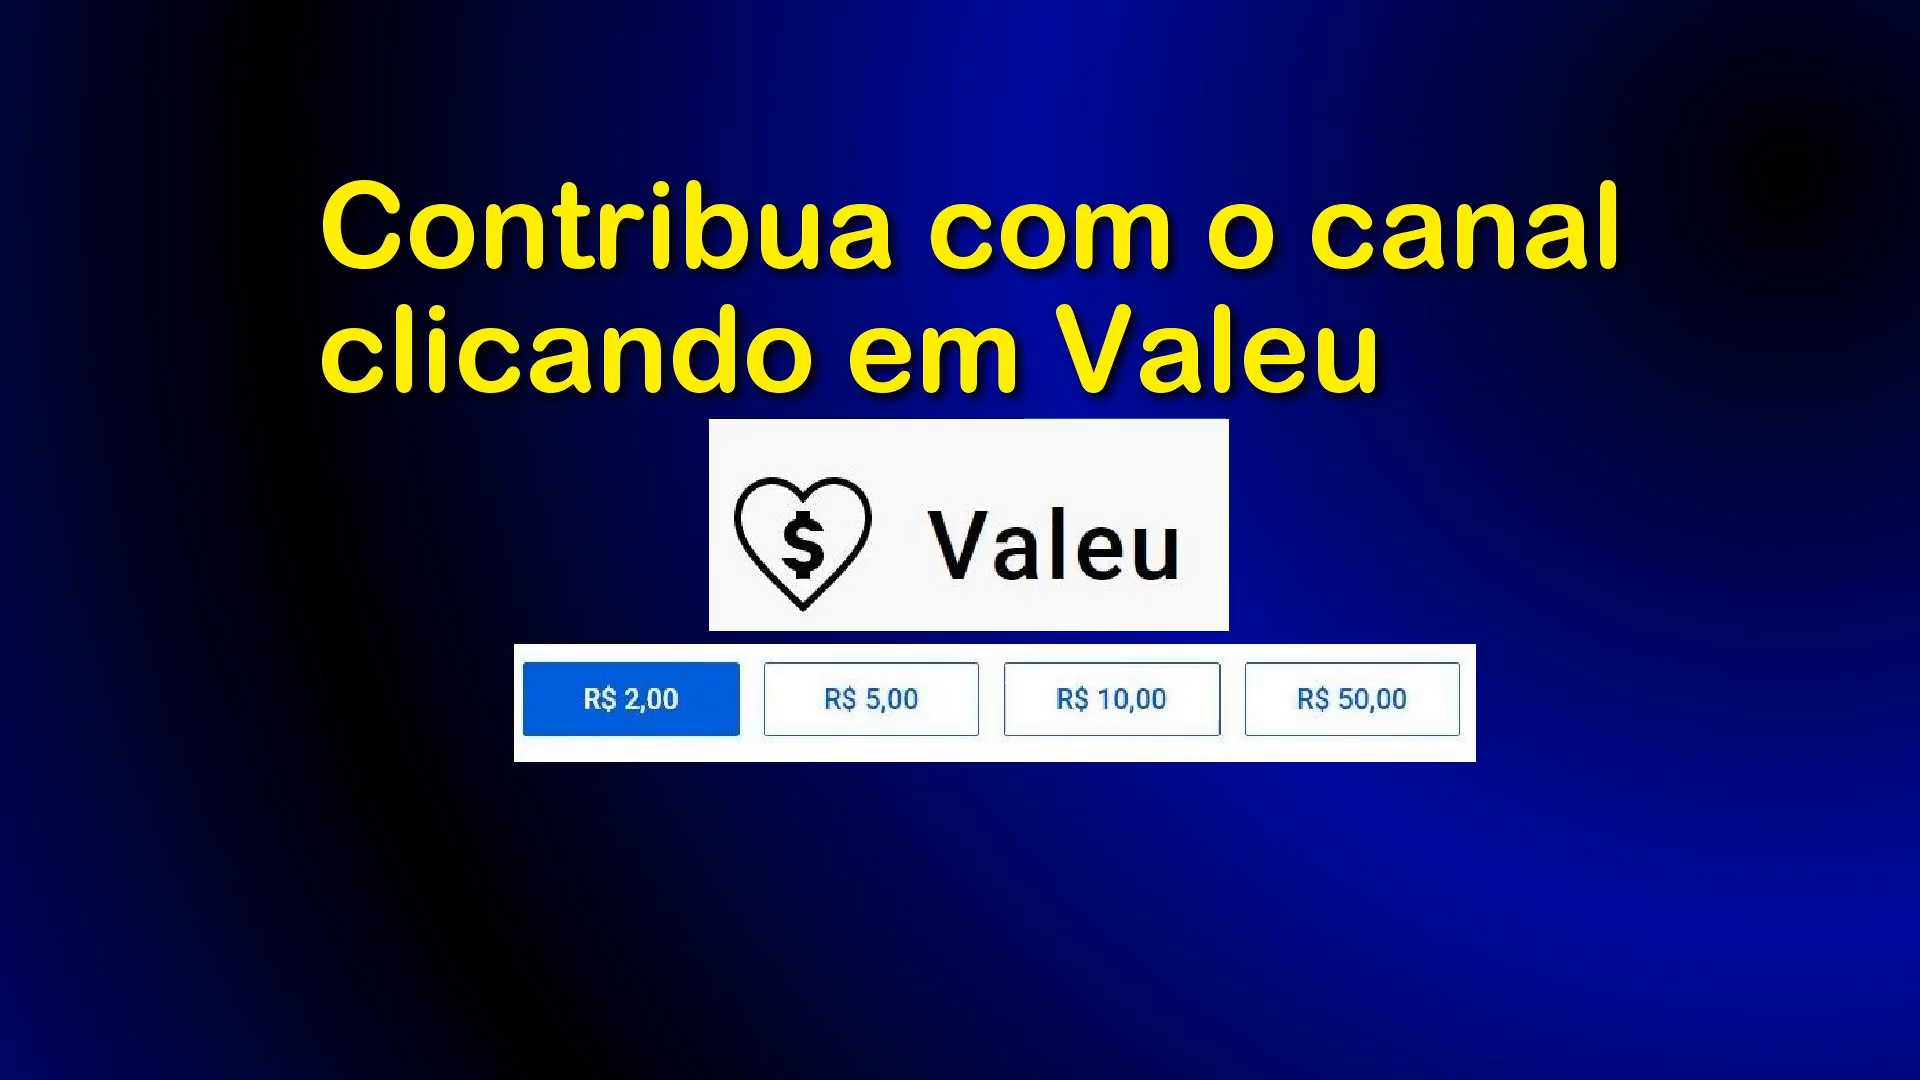 Contribua com o canal
clicando em Valeu
$ Valeu
R$ 2,00 R$ 5,00 R$ 10,00 R$ 50,00